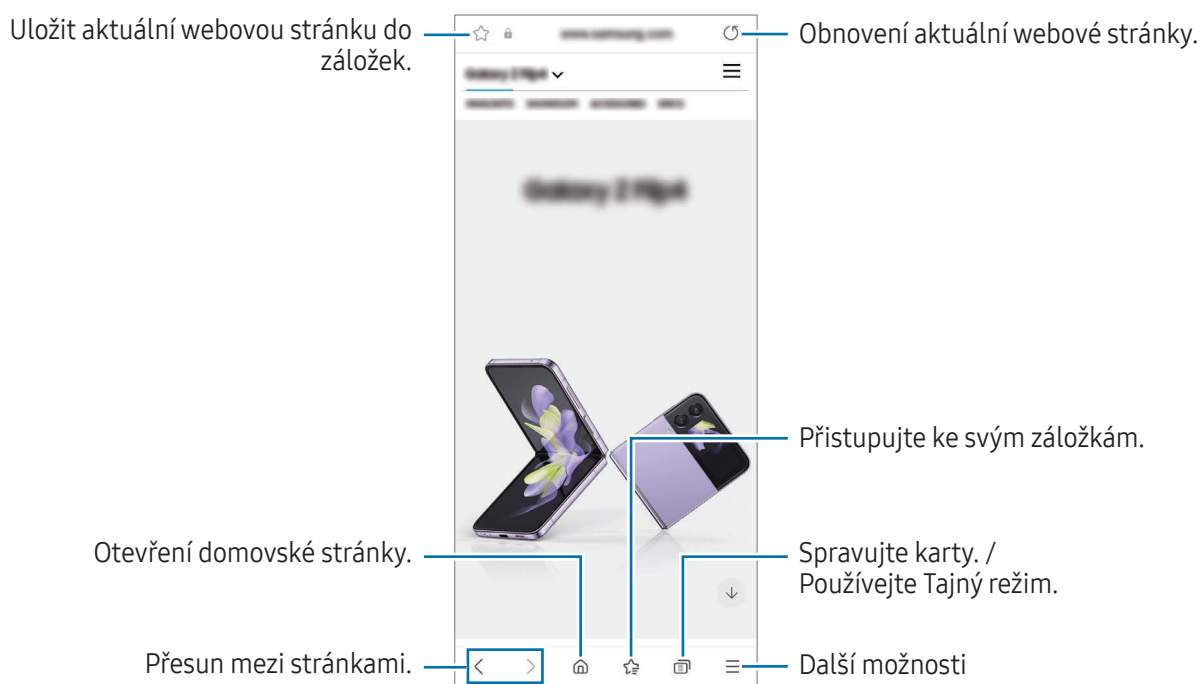 Uložit aktuální webovou stránku do
záložek.
Obnovení aktuální webové stránky.
Přistupujte ke svým záložkám.
Otevření domovské stránky.
Spravujte karty. /
Používejte Tajný režim.
Přesun mezi stránkami.
Další možnosti